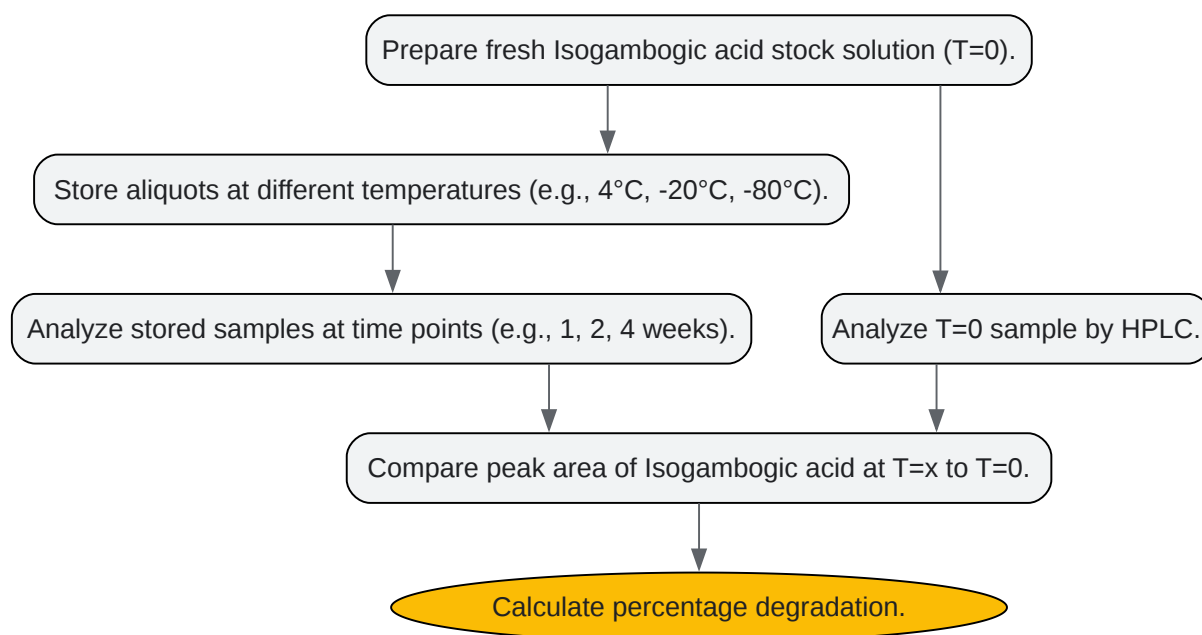 Prepare fresh Isogambogic acid stock solution (T=0).
Store aliquots at different temperatures (e.g., 4°C, -20°C, -80°C).
Analyze stored samples at time points (e.g., 1, 2, 4 weeks).
Analyze T=0 sample by HPLC.
Compare peak area of Isogambogic acid at T=x to T=0.
Calculate percentage degradation.